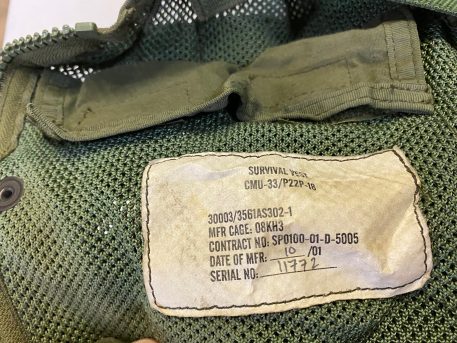 SURVIVAL VEST
CMU-33/P22P-18
30003/3561AS302-1
MFR CAGE: 08KH3
CONTRACT NO: SP0100-01-D-5005
DATE OF MFR: 10 /01
SERIAL NO: 11772